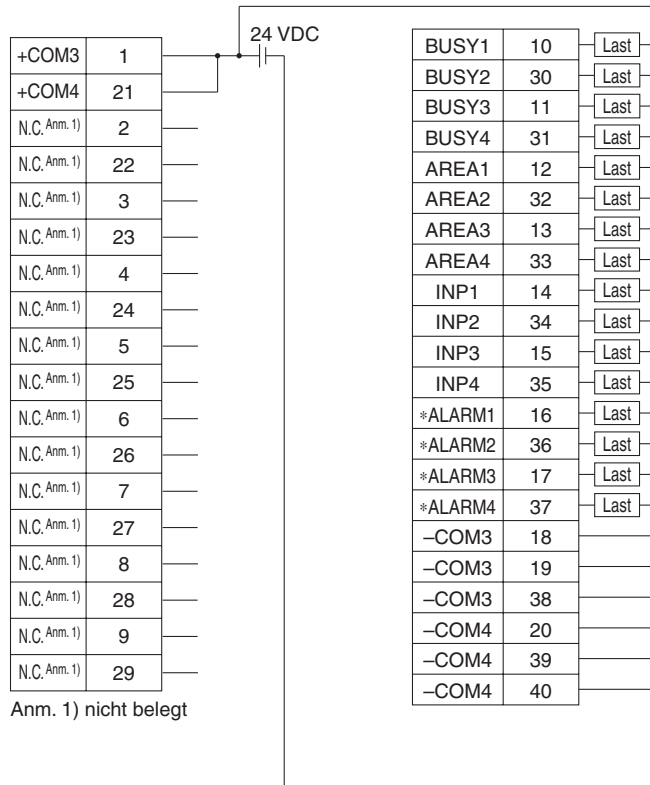 24 VDC
+COM3 1
+COM4 21
N.C. Anm. 1) 2
N.C. Anm. 1) 22
N.C. Anm. 1) 3
N.C. Anm. 1) 23
N.C. Anm. 1) 4
N.C. Anm. 1) 24
N.C. Anm. 1) 5
N.C. Anm. 1) 25
N.C. Anm. 1) 6
N.C. Anm. 1) 26
N.C. Anm. 1) 7
N.C. Anm. 1) 27
N.C. Anm. 1) 8
N.C. Anm. 1) 28
N.C. Anm. 1) 9
N.C. Anm. 1) 29
Anm. 1) nicht belegt
BUSY1 10 Last
BUSY2 30 Last
BUSY3 11 Last
BUSY4 31 Last
AREA1 12 Last
AREA2 32 Last
AREA3 13 Last
AREA4 33 Last
INP1 14 Last
INP2 34 Last
INP3 15 Last
INP4 35 Last
*ALARM1 16 Last
*ALARM2 36 Last
*ALARM3 17 Last
*ALARM4 37 Last
–COM3 18
–COM3 19
–COM3 38
–COM4 20
–COM4 39
–COM4 40